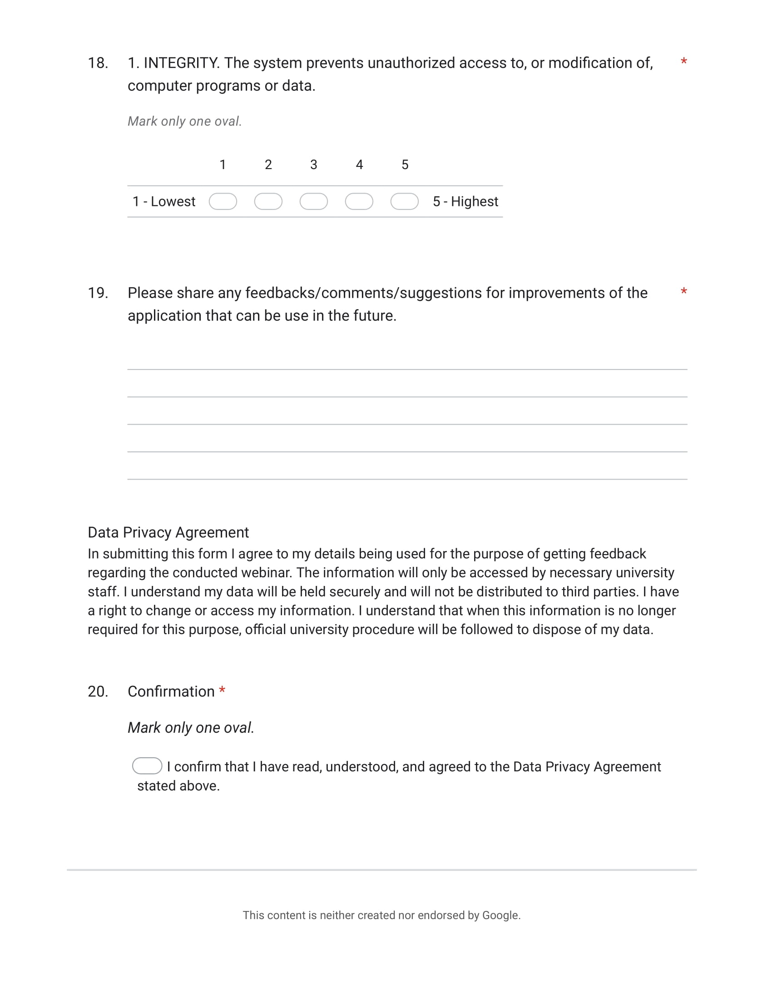 18. 1. INTEGRITY. The system prevents unauthorized access to, or modification of, *
computer programs or data.
Mark only one oval.
1 2 3 4 5
1 - Lowest 5 - Highest
19. Please share any feedbacks/comments/suggestions for improvements of the *
application that can be use in the future.
Data Privacy Agreement
In submitting this form I agree to my details being used for the purpose of getting feedback
regarding the conducted webinar. The information will only be accessed by necessary university
staff. I understand my data will be held securely and will not be distributed to third parties. I have
a right to change or access my information. I understand that when this information is no longer
required for this purpose, official university procedure will be followed to dispose of my data.
20. Confirmation *
Mark only one oval.
I confirm that I have read, understood, and agreed to the Data Privacy Agreement
stated above.
This content is neither created nor endorsed by Google.